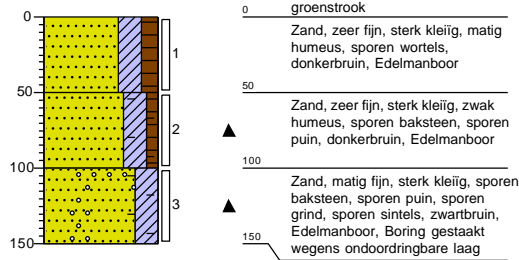 0
50
100
150
1
2
3
0
groenstrook
Zand, zeer fijn, sterk kleiïg, matig
humeus, sporen wortels,
donkerbruin, Edelmanboor
50
Zand, zeer fijn, sterk kleiïg, zwak
humeus, sporen baksteen, sporen
puin, donkerbruin, Edelmanboor
100
Zand, matig fijn, sterk kleiïg, sporen
baksteen, sporen puin, sporen
grind, sporen sintels, zwartbruin,
Edelmanboor, Boring gestaakt
wegens ondoordringbare laag
150